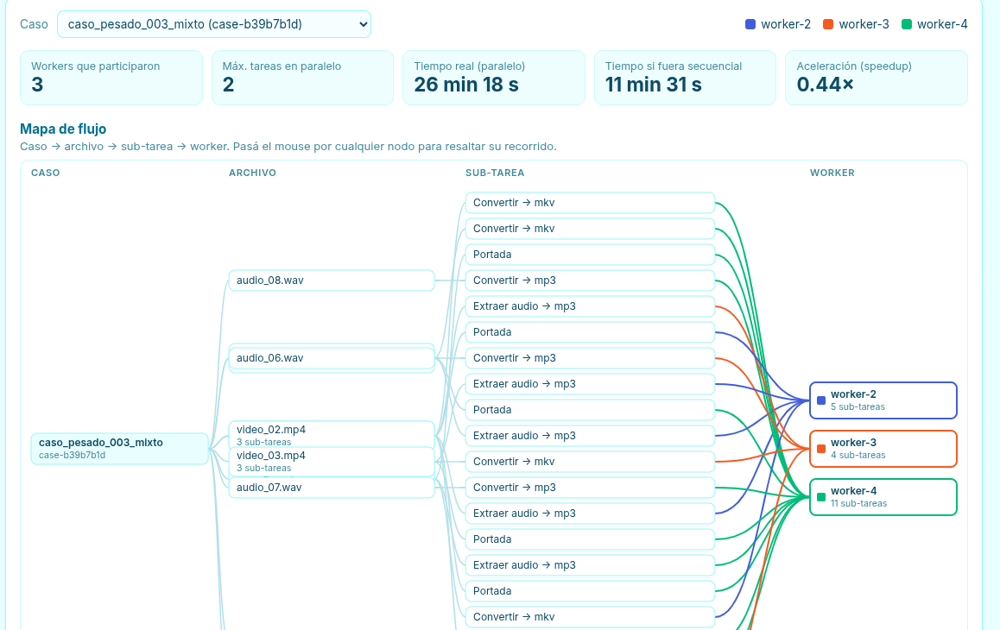 Caso caso_pesado_003_mixto (case-b39b7b1d) worker-2 worker-3 worker-4
Workers que participaron
3
Máx. tareas en paralelo
2
Tiempo real (paralelo)
26 min 18 s
Tiempo si fuera secuencial
11 min 31 s
Aceleración (speedup)
0.44×
Mapa de flujo
Caso → archivo → sub-tarea → worker. Pasá el mouse por cualquier nodo para resaltar su recorrido.
CASO ARCHIVO SUB-TAREA WORKER
caso_pesado_003_mixto
case-b39b7b1d
audio_08.wav
audio_06.wav
video_02.mp4
3 sub-tareas
video_03.mp4
3 sub-tareas
audio_07.wav
Convertir → mkv
Convertir → mkv
Portada
Convertir → mp3
Extraer audio → mp3
Portada
Convertir → mp3
Extraer audio → mp3
Portada
Extraer audio → mp3
Convertir → mkv
Convertir → mp3
Extraer audio → mp3
Portada
Extraer audio → mp3
Portada
Convertir → mkv
worker-2
5 sub-tareas
worker-3
4 sub-tareas
worker-4
11 sub-tareas